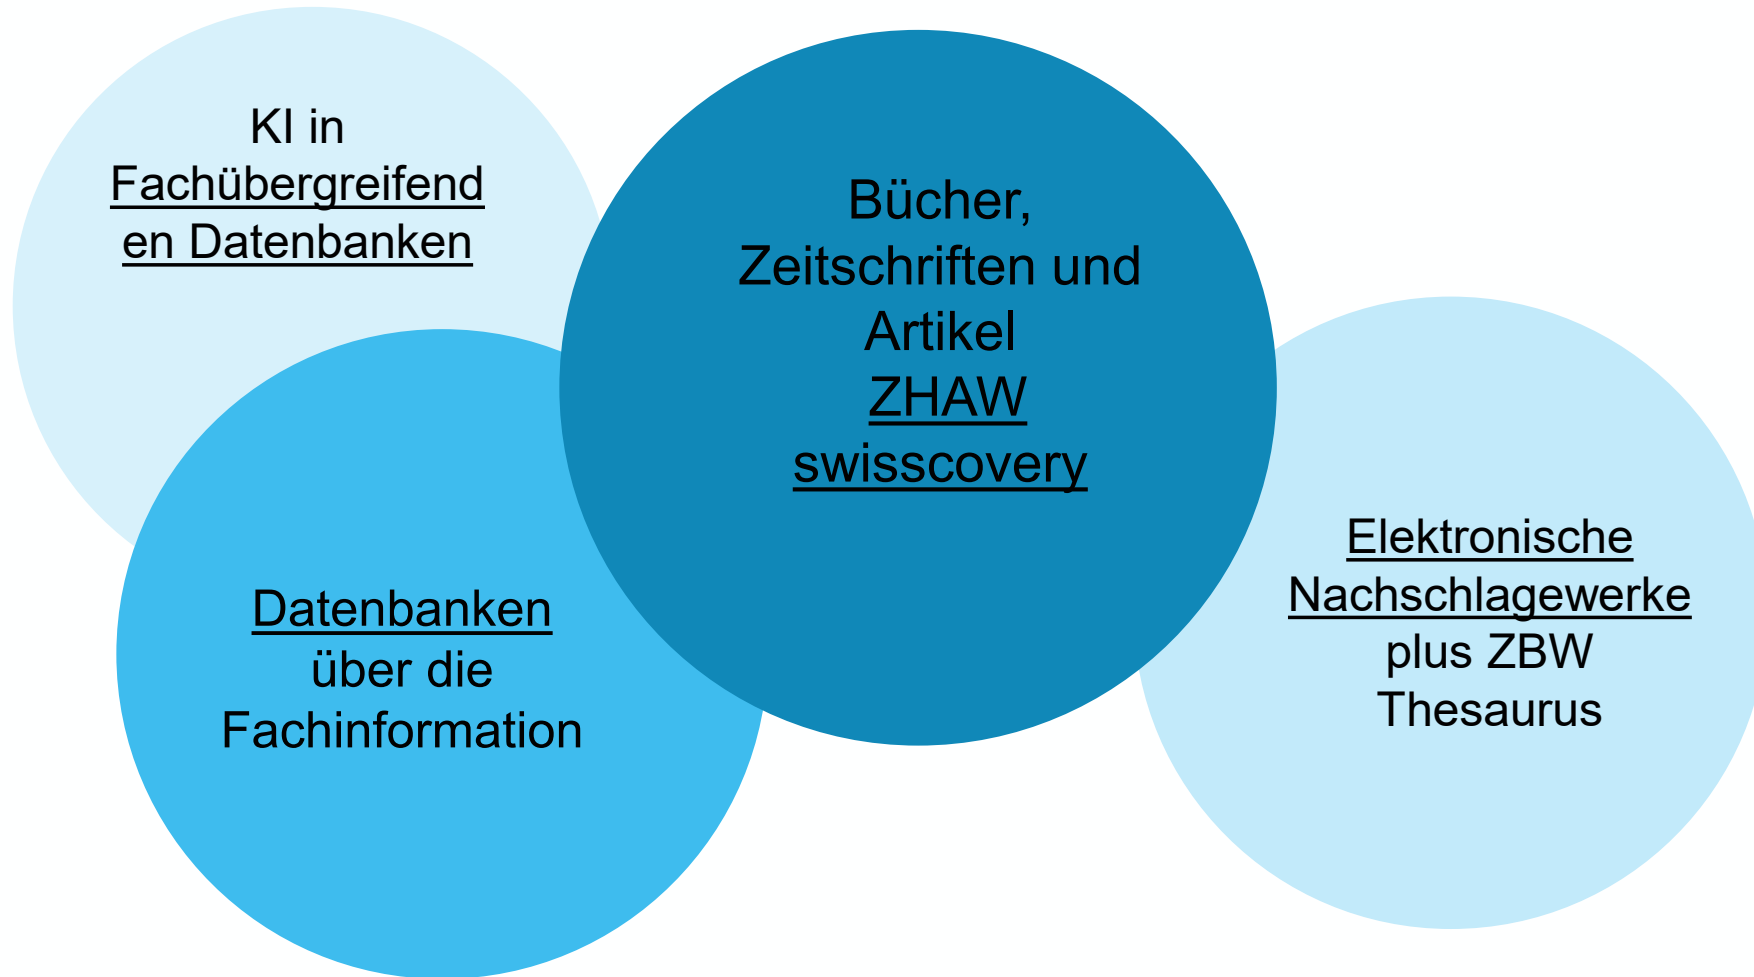 KI in
Fachübergreifend
en Datenbanken
Bücher,
Zeitschriften und
Artikel
ZHAW
swisscovery
Datenbanken
über die
Fachinformation
Elektronische
Nachschlagewerke
plus ZBW
Thesaurus